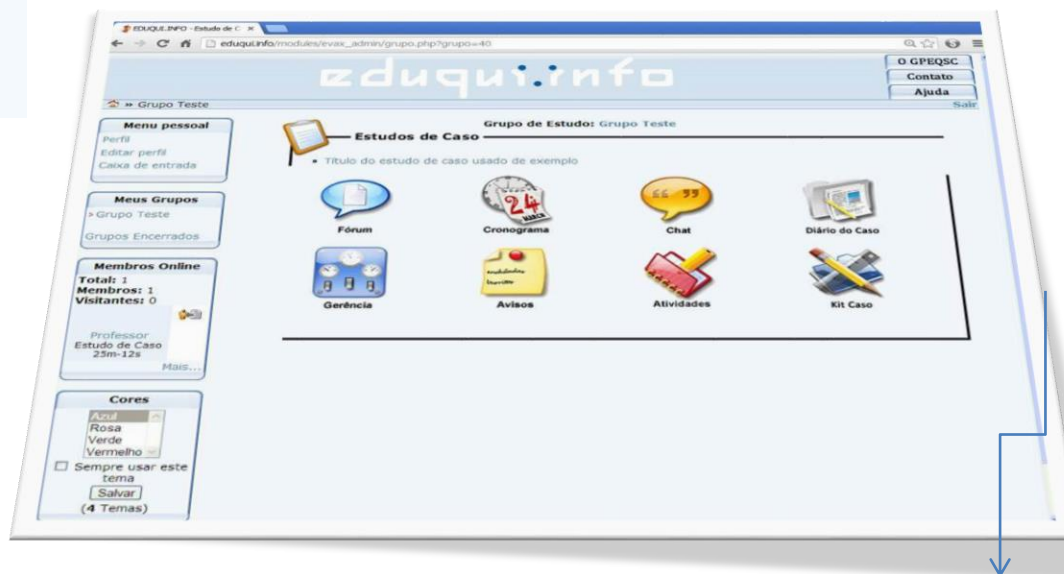 EDUQUI.INFO - Estudo de C
eduqui.info/modules/evax_admin/grupo.php?grupo=40
eduqui.info
O GPEQSC
Contato
Ajuda
» Grupo Teste
Sair
Menu pessoal
Perfil
Editar perfil
Caixa de entrada
Meus Grupos
Grupo Teste
Grupos Encerrados
Membros Online
Total: 1
Membros: 1
Visitantes: 0
Professor
Estudo de Caso
25m-12s
Mais...
Cores
Azul
Rosa
Verde
Vermelho
Sempre usar este
tema
Salvar
(4 Temas)
Grupo de Estudo: Grupo Teste
Estudos de Caso
Título do estudo de caso usado de exemplo
Fórum
24
MARCH
Cronograma
Chat
Diário do Caso
Gerência
Avisos
Atividades
Kit Caso